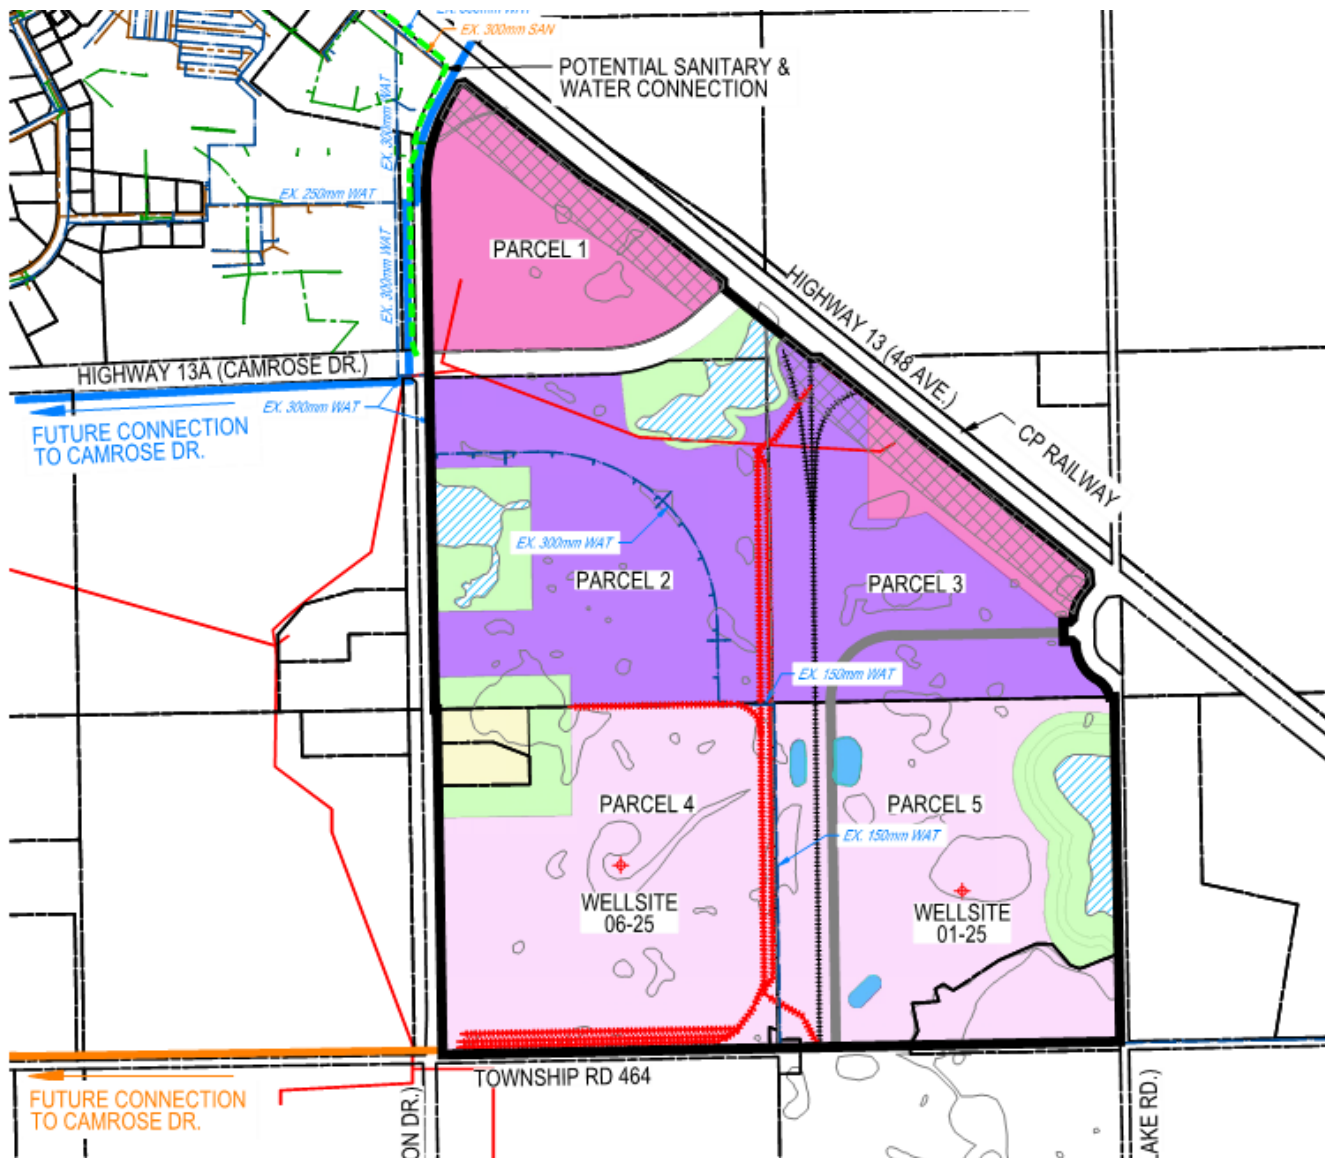 EX. 300mm WAT
EX. 300mm SAN
POTENTIAL SANITARY &
WATER CONNECTION
EX. 300mm WAT
EX. 250mm WAT
EX. 300mm WAT
PARCEL 1
HIGHWAY 13 (48 AVE.)
HIGHWAY 13A (CAMROSE DR.)
EX. 300mm WAT
FUTURE CONNECTION
TO CAMROSE DR.
CP RAILWAY
EX. 300mm WAT
PARCEL 2
PARCEL 3
EX. 150mm WAT
PARCEL 4
PARCEL 5
EX. 150mm WAT
WELLSITE
06-25
WELLSITE
01-25
TOWNSHIP RD 464
FUTURE CONNECTION
TO CAMROSE DR.
ON DR.)
AKE RD.)